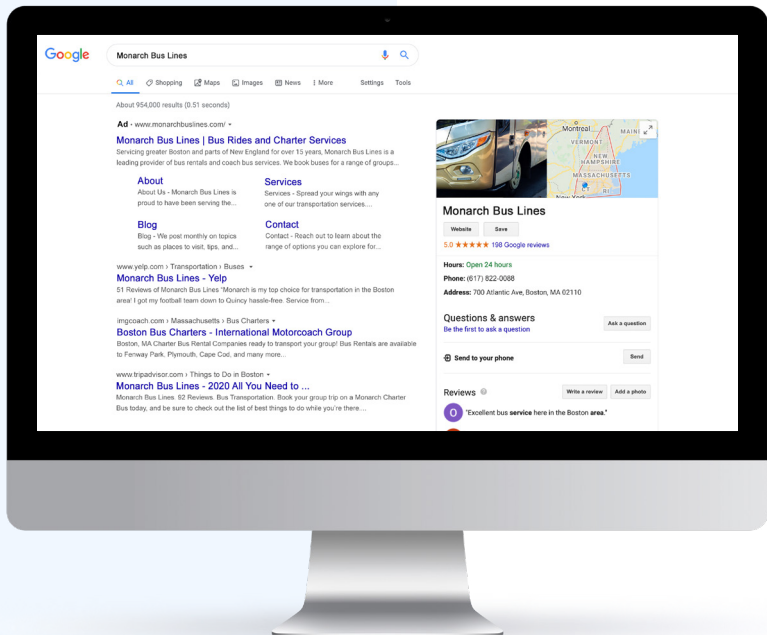 Google
Monarch Bus Lines
All Shopping Maps Images News More Settings Tools
About 954,000 results (0.51 seconds)
Ad • www.monarchbuslines.com/
Monarch Bus Lines | Bus Rides and Charter Services
Servicing greater Boston and parts of New England for over 15 years, Monarch Bus Lines is a
leading provider of bus rentals and coach bus services. We book buses for a range of groups...
About
About Us - Monarch Bus Lines is
proud to have been serving the...
Services
Services - Spread your wings with any
one of our transportation services....
Blog
Blog - We post monthly on topics
such as places to visit, tips, and...
Contact
Contact - Reach out to learn about the
range of options you can explore for...
www.yelp.com › Transportation › Buses
Monarch Bus Lines - Yelp
51 Reviews of Monarch Bus Lines "Monarch is my top choice for transportation in the Boston
area! I got my football team down to Quincy hassle-free. Service from...
imgcoach.com › Massachusetts › Bus Charters
Boston Bus Charters - International Motorcoach Group
Boston, MA Charter Bus Rental Companies ready to transport your group! Bus Rentals are available
to Fenway Park, Plymouth, Cape Cod, and many more...
www.tripadvisor.com › Things to Do in Boston
Monarch Bus Lines - 2020 All You Need to ...
Monarch Bus Lines. 92 Reviews. Bus Transportation. Book your group trip on a Monarch Charter
Bus today, and be sure to check out the list of best things to do while you're there....
Montreal
MAINE
VERMONT
NEW
HAMPSHIRE
MASSACHUSETTS
CT RI
New York
Monarch Bus Lines
Website Save
5.0 ★★★★★ 198 Google reviews
Hours: Open 24 hours
Phone: (617) 822-0088
Address: 700 Atlantic Ave, Boston, MA 02110
Questions & answers
Be the first to ask a question
Ask a question
Send to your phone
Send
Reviews
Write a review Add a photo
O
"Excellent bus service here in the Boston area."